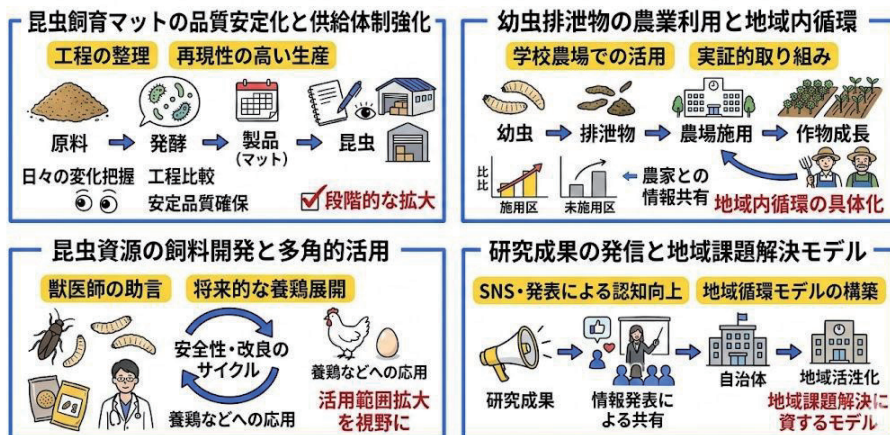 昆虫飼育マットの品質安定化と供給体制強化
工程の整理
再現性の高い生産
原料
発酵
製品
(マット)
昆虫
日々の変化把握
工程比較
安定品質確保
段階的な拡大
幼虫排泄物の農業利用と地域内循環
学校農場での活用
実証的取り組み
幼虫
排泄物
農場施用
作物成長
比
比
施用区
未施用区
農家との
情報共有
地域内循環の具体化
昆虫資源の飼料開発と多角的活用
獣医師の助言
将来的な養鶏展開
安全性・改良の
サイクル
養鶏などへの応用
養鶏などへの応用
活用範囲拡大
を視野に
研究成果の発信と地域課題解決モデル
SNS・発表による認知向上
地域循環モデルの構築
研究成果
情報発表に
よる共有
自治体
地域活性化
地域課題解決に
資するモデル